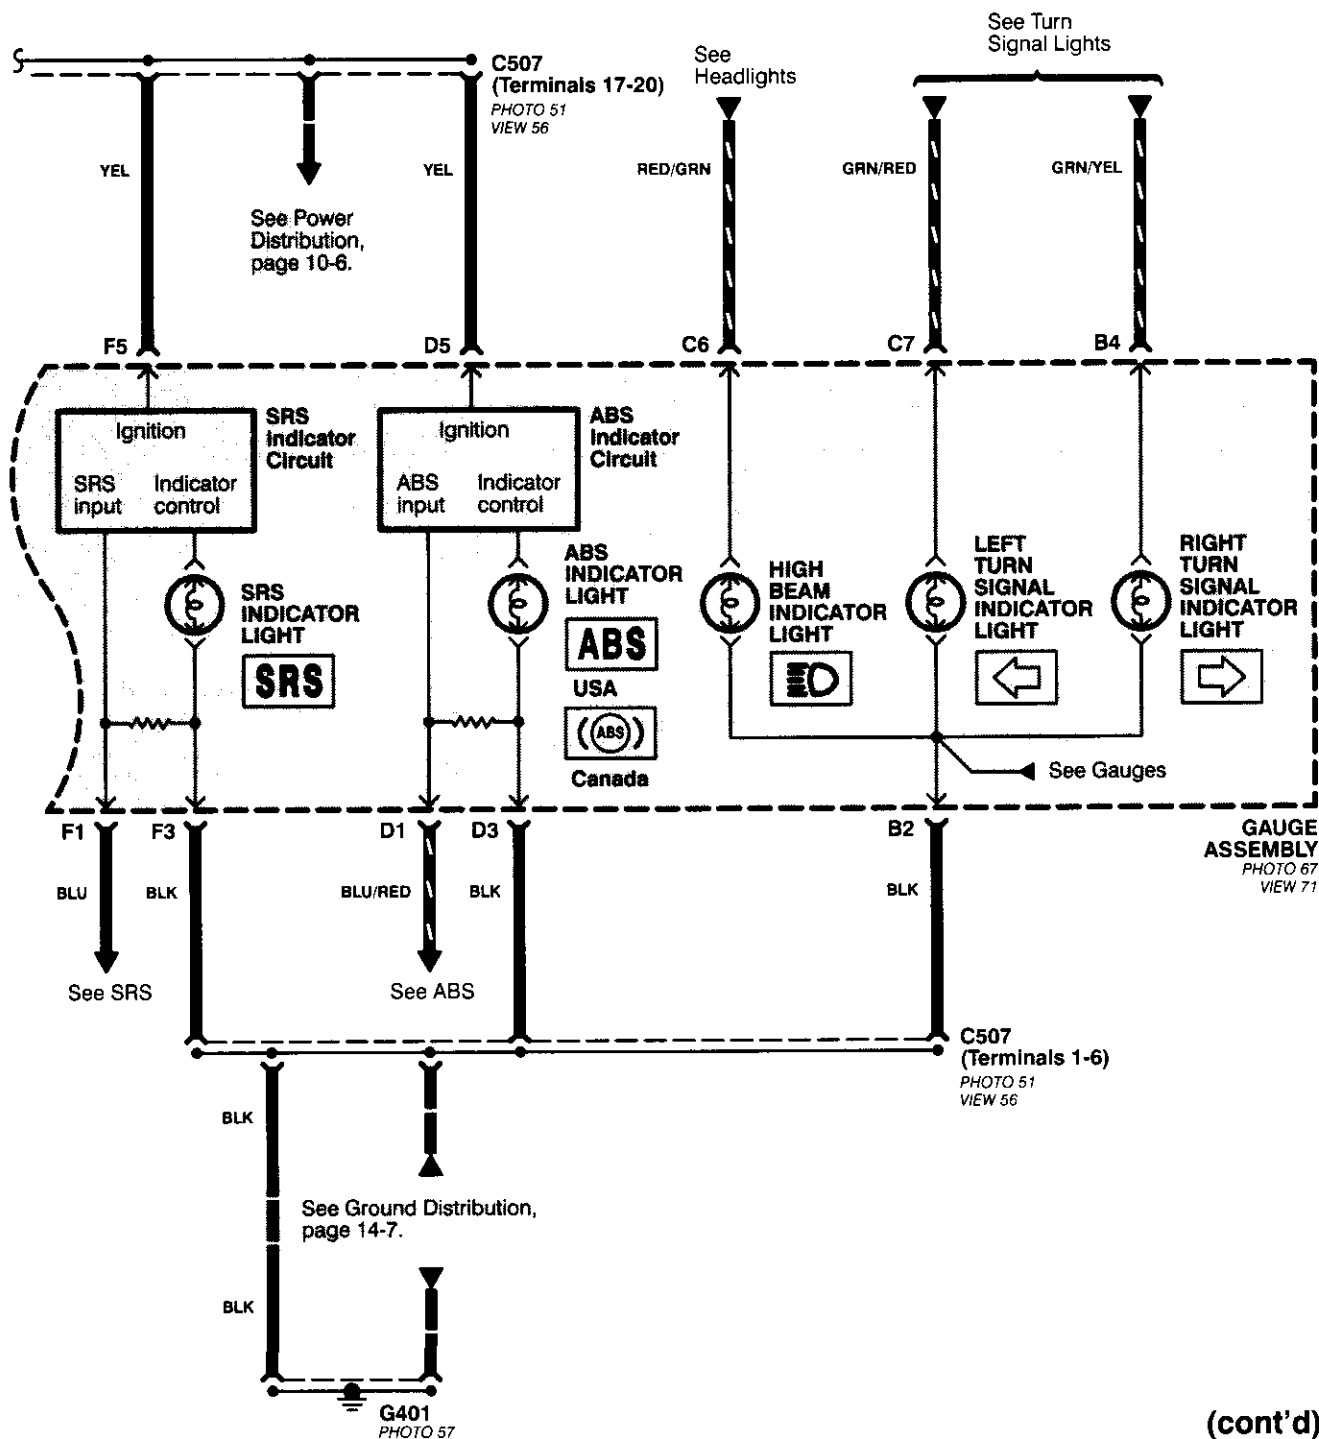 See Turn
Signal Lights
See
Headlights
C507
(Terminals 17-20)
PHOTO 51
VIEW 56
YEL
YEL
RED/GRN
GRN/RED
GRN/YEL
See Power
Distribution,
page 10-6.
F5
D5
C6
C7
B4
Ignition
SRS
input
Indicator
control
SRS
Indicator
Circuit
Ignition
ABS
input
Indicator
control
ABS
Indicator
Circuit
SRS
INDICATOR
LIGHT
SRS
ABS
INDICATOR
LIGHT
ABS
USA
(ABS)
Canada
HIGH
BEAM
INDICATOR
LIGHT
LEFT
TURN
SIGNAL
INDICATOR
LIGHT
RIGHT
TURN
SIGNAL
INDICATOR
LIGHT
See Gauges
F1
F3
D1
D3
B2
GAUGE
ASSEMBLY
PHOTO 67
VIEW 71
BLU
BLK
BLU/RED
BLK
BLK
See SRS
See ABS
C507
(Terminals 1-6)
PHOTO 51
VIEW 56
BLK
See Ground Distribution,
page 14-7.
BLK
G401
PHOTO 57
(cont'd)